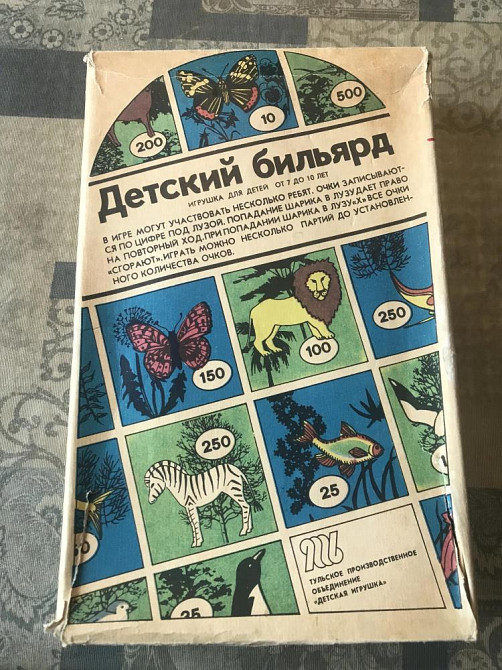 200
10
500
Детский бильярд
ИГРУШКА ДЛЯ ДЕТЕЙ ОТ 7 ДО 10 ЛЕТ
В ИГРЕ МОГУТ УЧАСТВОВАТЬ НЕСКОЛЬКО РЕБЯТ. ОЧКИ ЗАПИСЫВАЮТ-
СЯ ПО ЦИФРЕ ПОД ЛУЗОЙ. ПОПАДАНИЕ ШАРИКА В ЛУЗУ ДАЕТ ПРАВО
НА ПОВТОРНЫЙ ХОД. ПРИ ПОПАДАНИИ ШАРИКА В ЛУЗУ «Х» ВСЕ ОЧКИ
«СГОРАЮТ». ИГРАТЬ МОЖНО НЕСКОЛЬКО ПАРТИЙ ДО УСТАНОВЛЕН-
НОГО КОЛИЧЕСТВА ОЧКОВ.
150
100
250
250
25
25
ТУЛЬСКОЕ ПРОИЗВОДСТВЕННОЕ
ОБЪЕДИНЕНИЕ
«ДЕТСКАЯ ИГРУШКА»